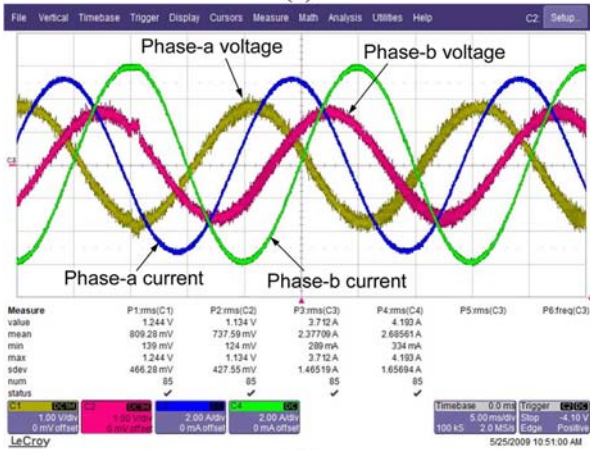 File Vertical Timebase Trigger Display Cursors Measure Math Analysis Utilities Help C2: Setup...
Phase-a voltage
Phase-b voltage
C3
Phase-a current
Phase-b current
Measure P1:rms(C1) P2:rms(C2) P3:rms(C3) P4:rms(C4) P5:rms(C3) P6:freq(C3)
value 1.244 V 1.134 V 3.712 A 4.193 A
mean 809.28 mV 737.59 mV 2.37709 A 2.68561 A
min 139 mV 124 mV 289 mA 334 mA
max 1.244 V 1.134 V 3.712 A 4.193 A
sdev 466.28 mV 427.55 mV 1.46519 A 1.65694 A
num 85 85 85 85
status
C1 DC1M C2 DC1M C4 DC Timebase 0.0 ms Trigger C2 DC
1.00 V/div 1.00 V/div 2.00 A/div 2.00 A/div 5.00 ms/div Stop -4.10 V
0 mV offset 0 mV offset 0 mA offset 0 mA offset 100 kS 2.0 MS/s Edge Positive
LeCroy 5/25/2009 10:51:00 AM